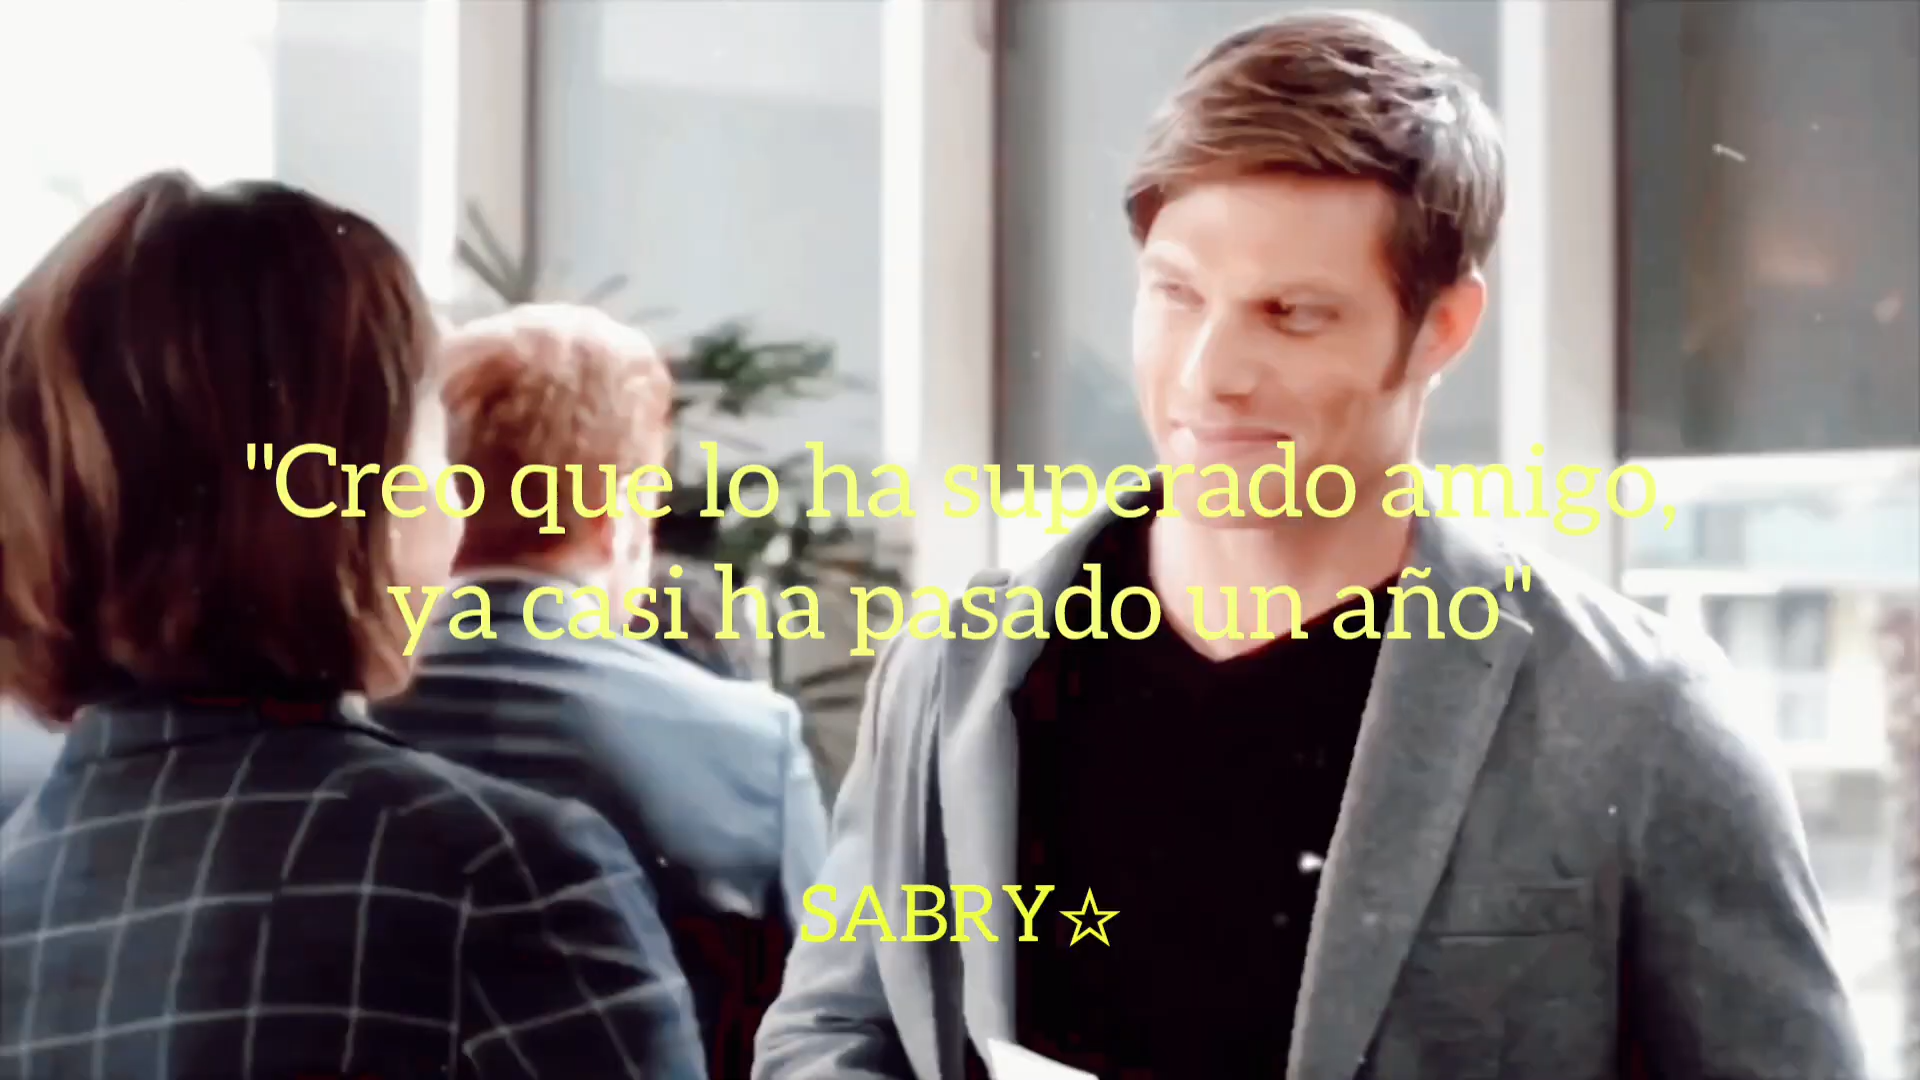 "Creo que lo ha superado amigo,
ya casi ha pasado un año"
SABRY☆